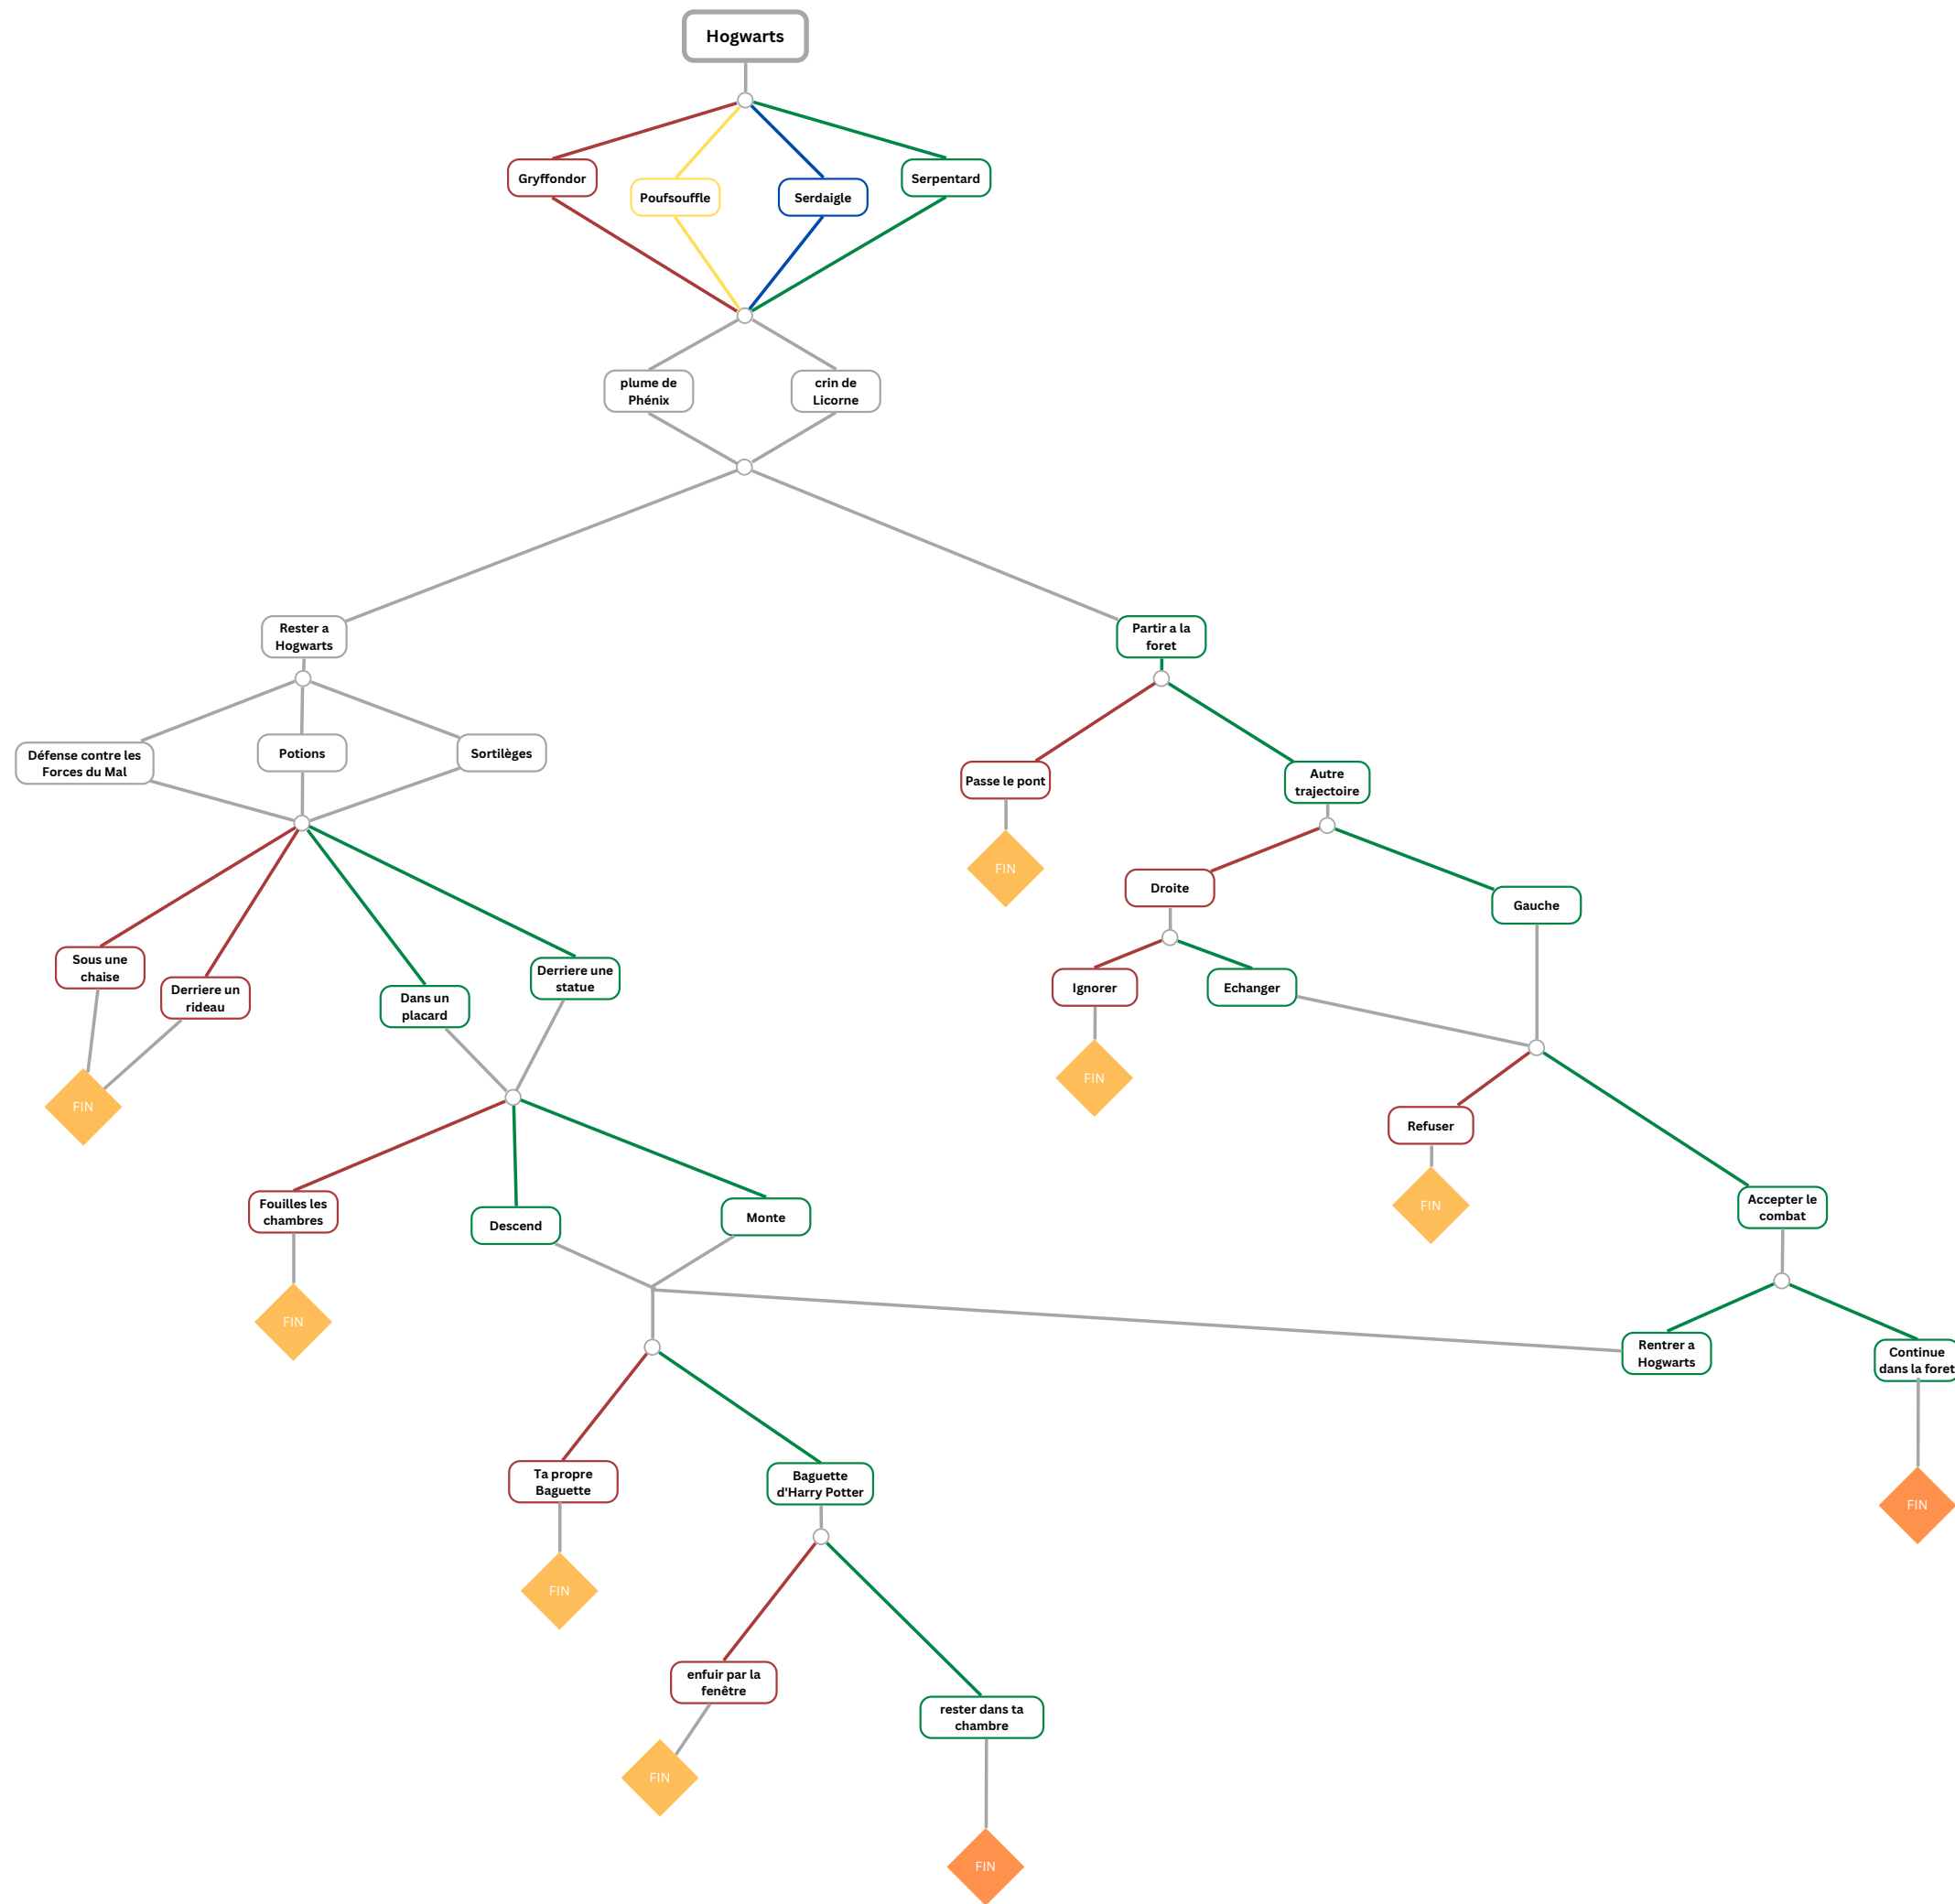 Hogwarts
Gryffondor
Poufsouffle
Serdaigle
Serpentard
plume de
Phénix
crin de
Licorne
Rester a
Hogwarts
Partir a la
foret
Défense contre les
Forces du Mal
Potions
Sortilèges
Passe le pont
Autre
trajectoire
FIN
Droite
Gauche
Sous une
chaise
Derriere un
rideau
Dans un
placard
Derriere une
statue
Ignorer
Echanger
FIN
FIN
Refuser
FIN
Fouilles les
chambres
Descend
Monte
Accepter le
combat
FIN
Rentrer a
Hogwarts
Continue
dans la foret
Ta propre
Baguette
Baguette
d'Harry Potter
FIN
FIN
enfuir par la
fenêtre
rester dans ta
chambre
FIN
FIN